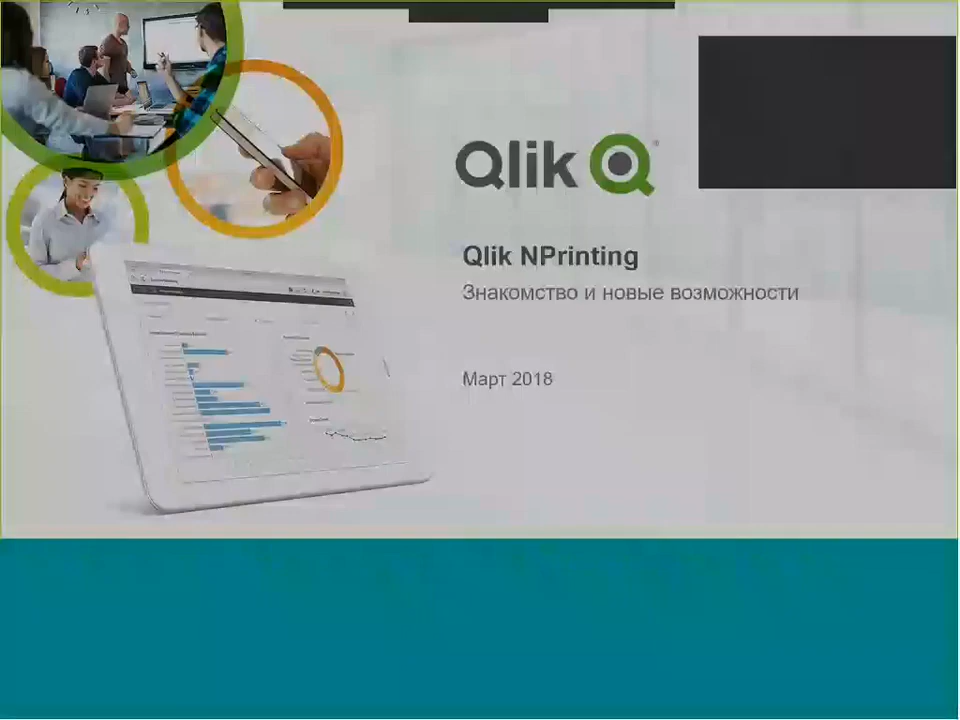 Qlik
Qlik NPrinting
Знакомство и новые возможности
Март 2018